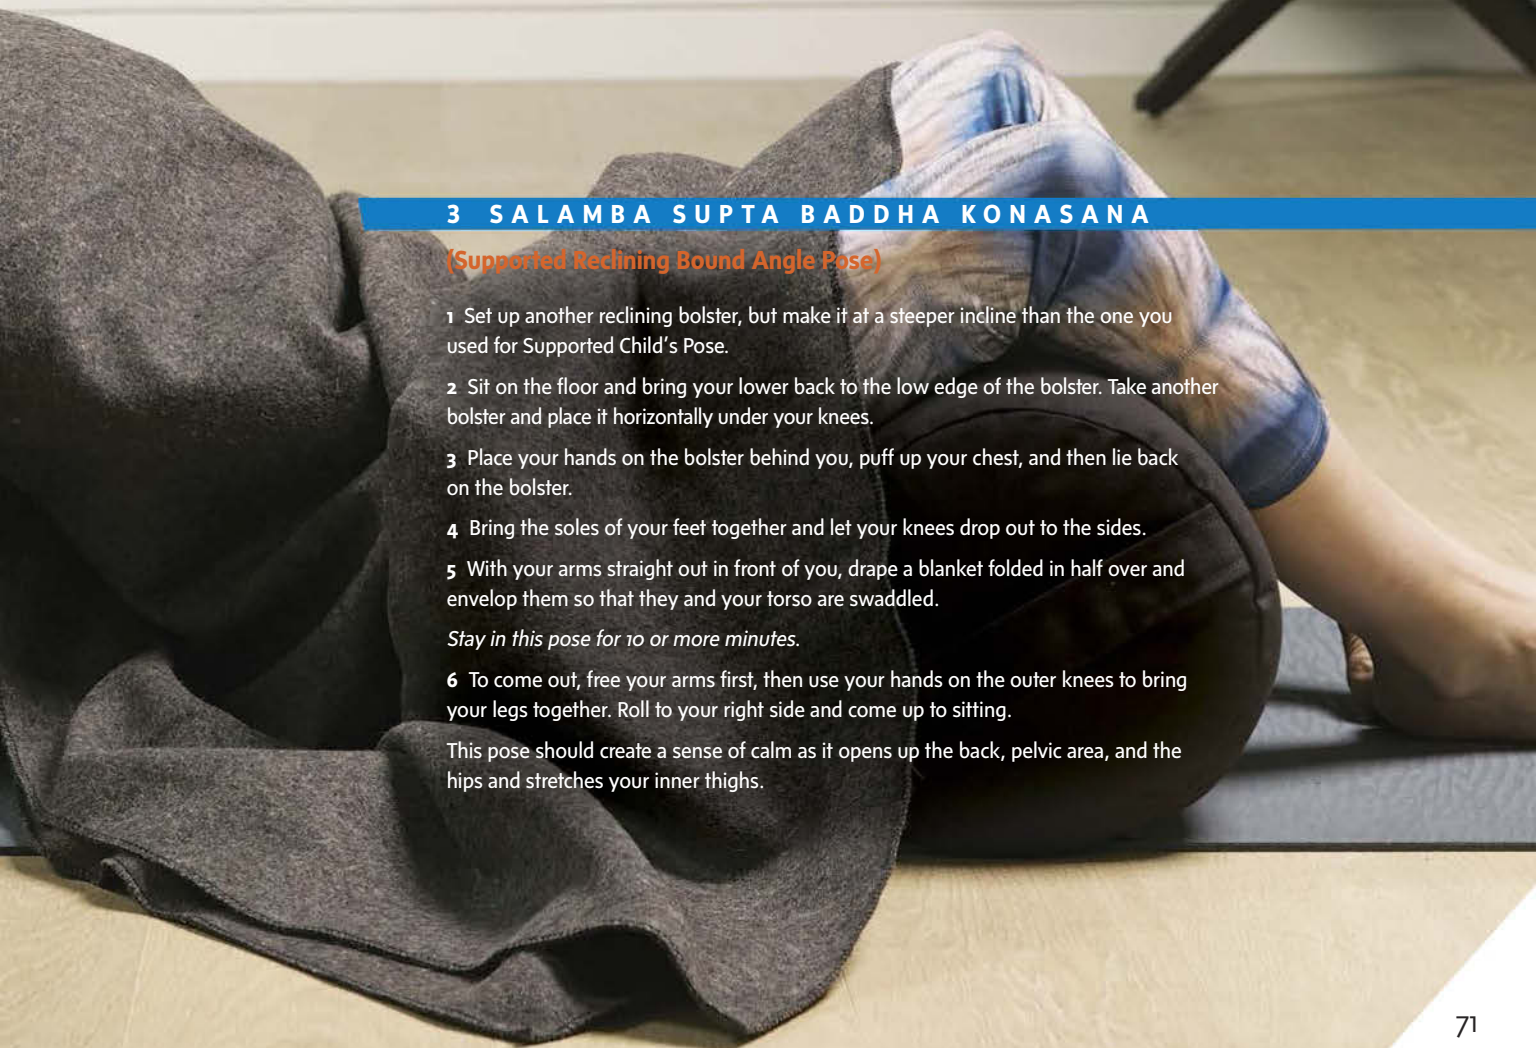 3 SALAMBA SUPTA BADDHA KONASANA
(Supported Reclining Bound Angle Pose)
1 Set up another reclining bolster, but make it at a steeper incline than the one you
used for Supported Child's Pose.
2 Sit on the floor and bring your lower back to the low edge of the bolster. Take another
bolster and place it horizontally under your knees.
3 Place your hands on the bolster behind you, puff up your chest, and then lie back
on the bolster.
4 Bring the soles of your feet together and let your knees drop out to the sides.
5 With your arms straight out in front of you, drape a blanket folded in half over and
envelop them so that they and your torso are swaddled.
Stay in this pose for 10 or more minutes.
6 To come out, free your arms first, then use your hands on the outer knees to bring
your legs together. Roll to your right side and come up to sitting.
This pose should create a sense of calm as it opens up the back, pelvic area, and the
hips and stretches your inner thighs.
71